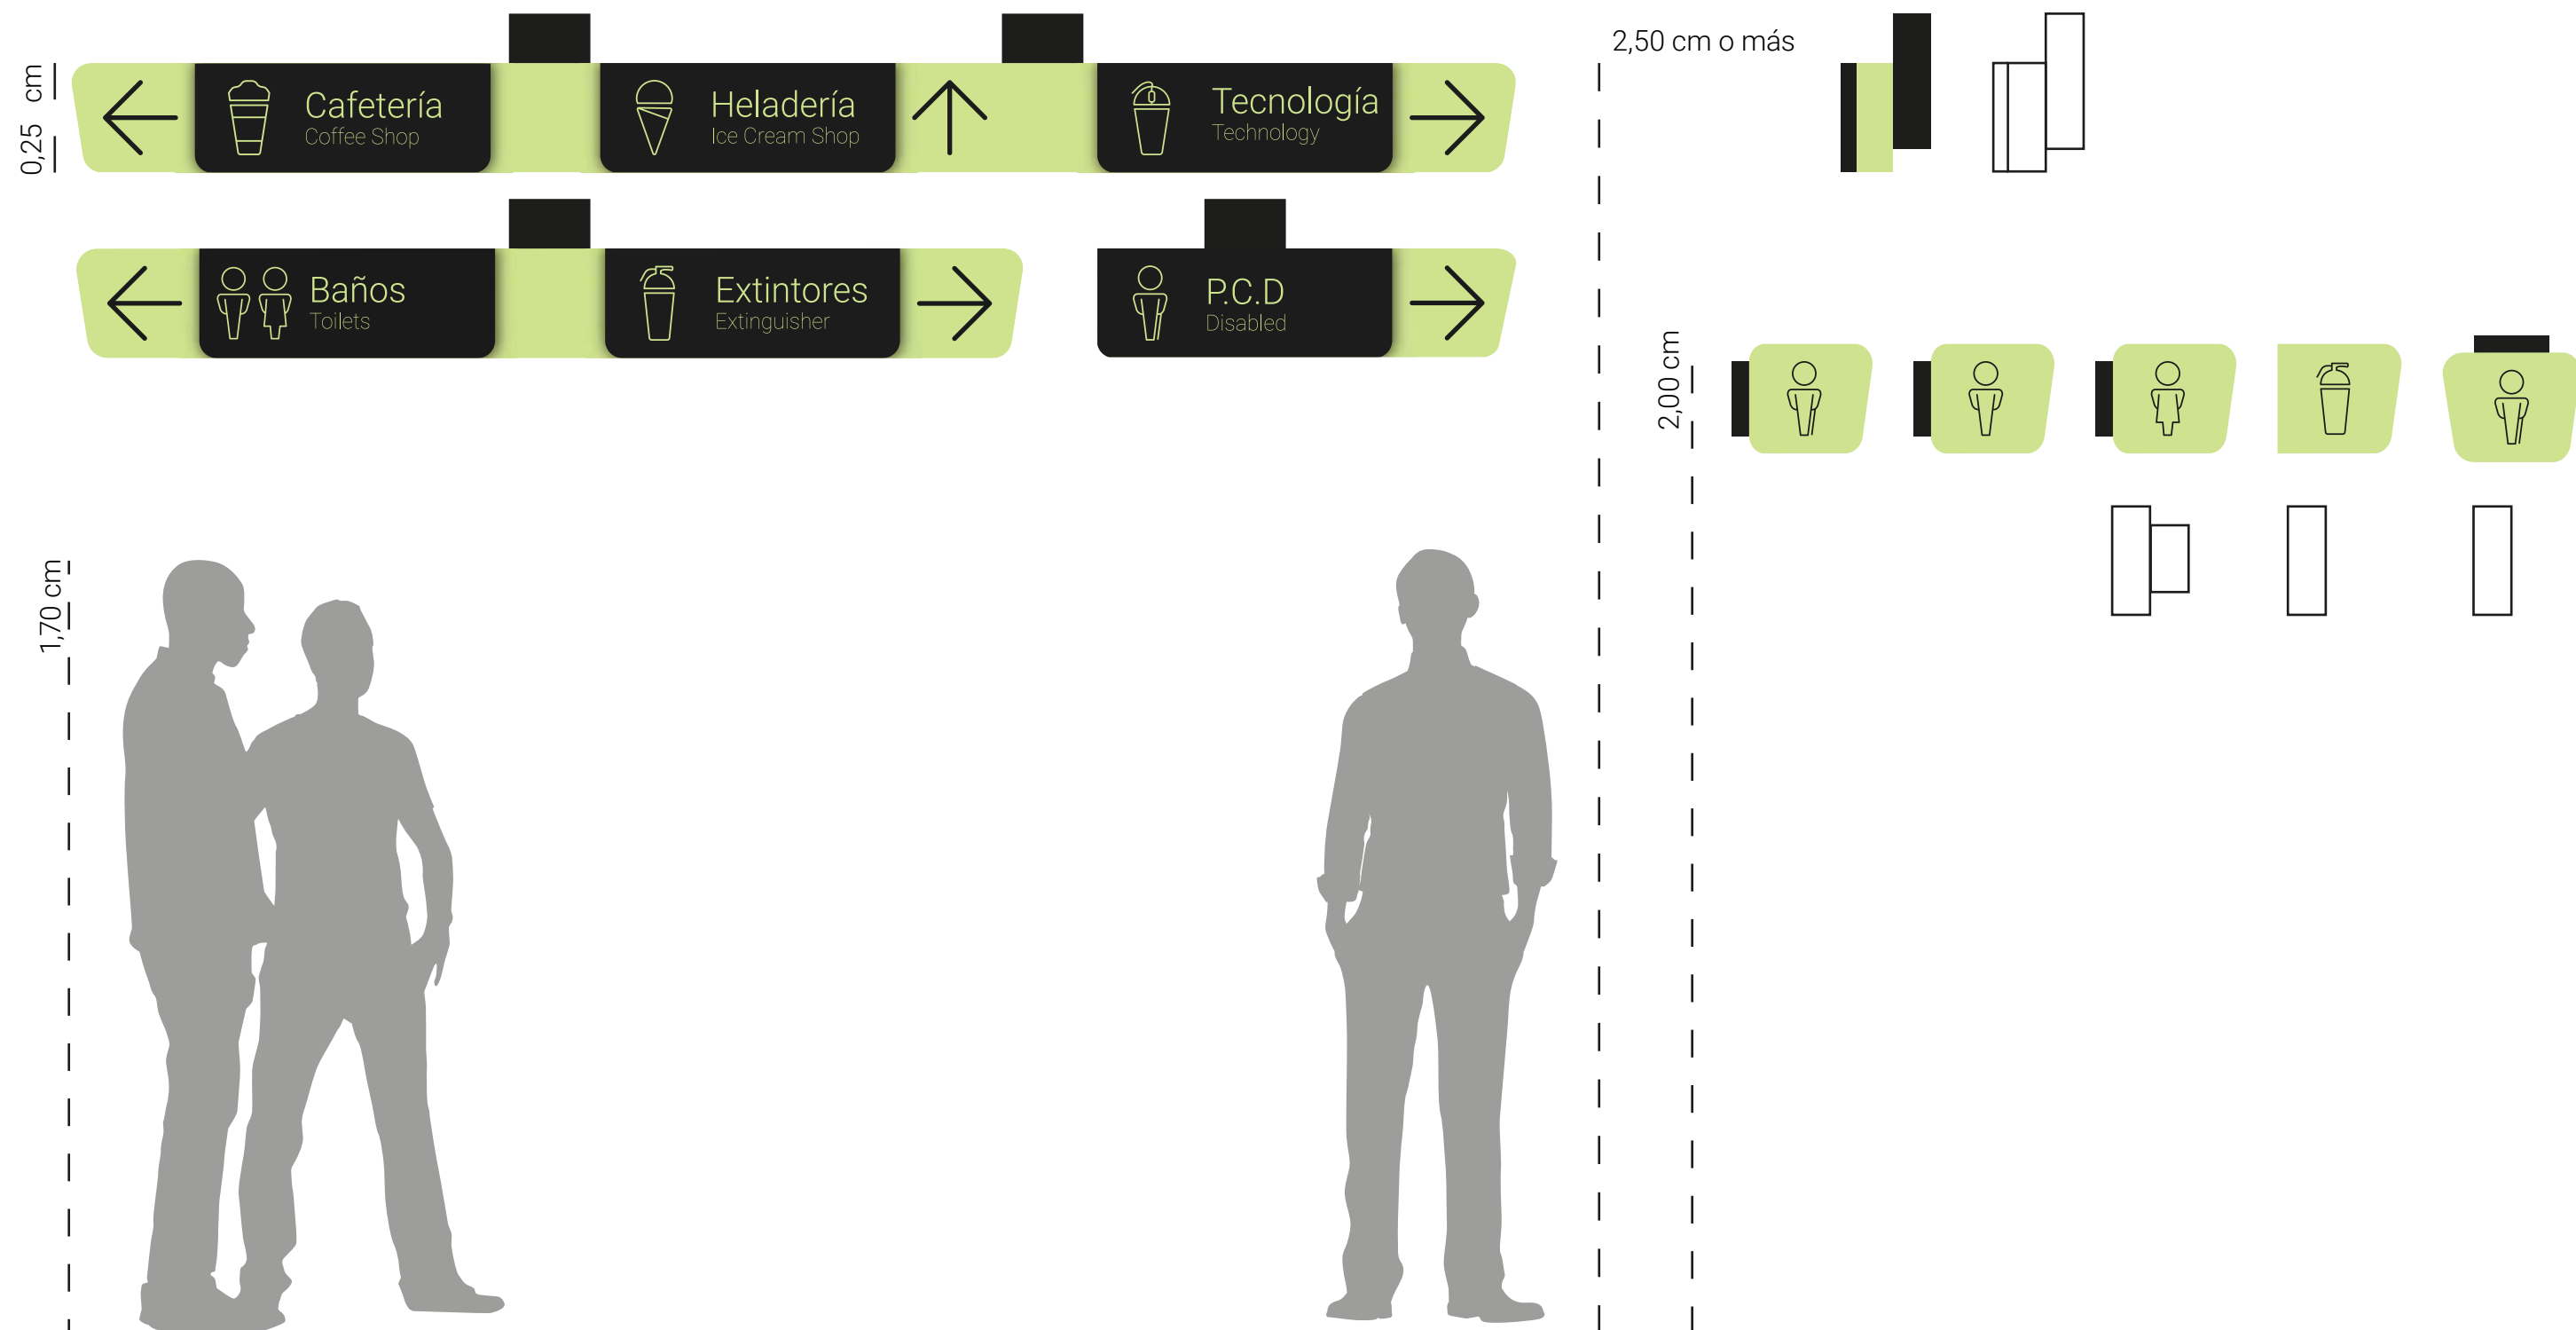 0,25 cm
Cafetería
Coffee Shop
Heladería
Ice Cream Shop
Tecnología
Technology
2,50 cm o más
Baños
Toilets
Extintores
Extinguisher
P.C.D
Disabled
2,00 cm
1,70 cm